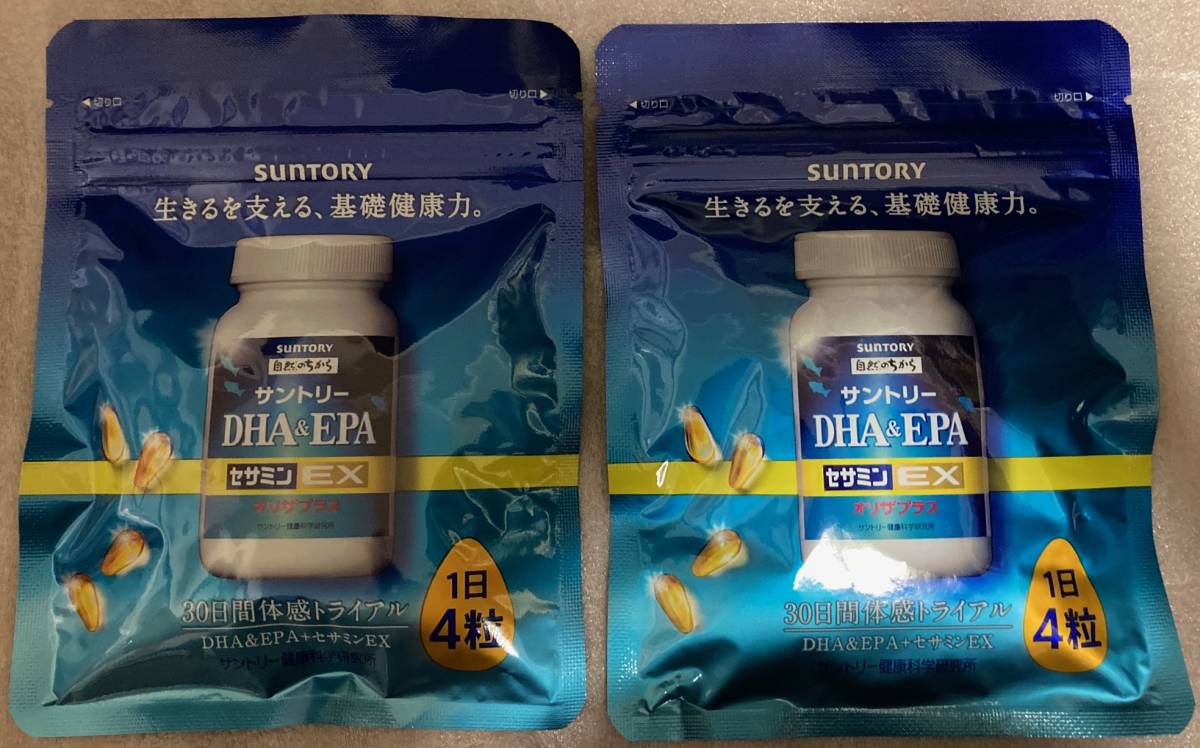 ◀切り口
切り口▶
SUNTORY
生きるを支える、基礎健康力。
SUNTORY
自然のちから
サントリー
DHA&EPA
セサミンEX
オリザプラス
サントリー健康科学研究所
1日
4粒
30日間体感トライアル
DHA&EPA+セサミンEX
サントリー健康科学研究所
◀切り口
切り口▶
SUNTORY
生きるを支える、基礎健康力。
SUNTORY
自然のちから
サントリー
DHA&EPA
セサミンEX
オリザプラス
サントリー健康科学研究所
1日
4粒
30日間体感トライアル
DHA&EPA+セサミンEX
サントリー健康科学研究所